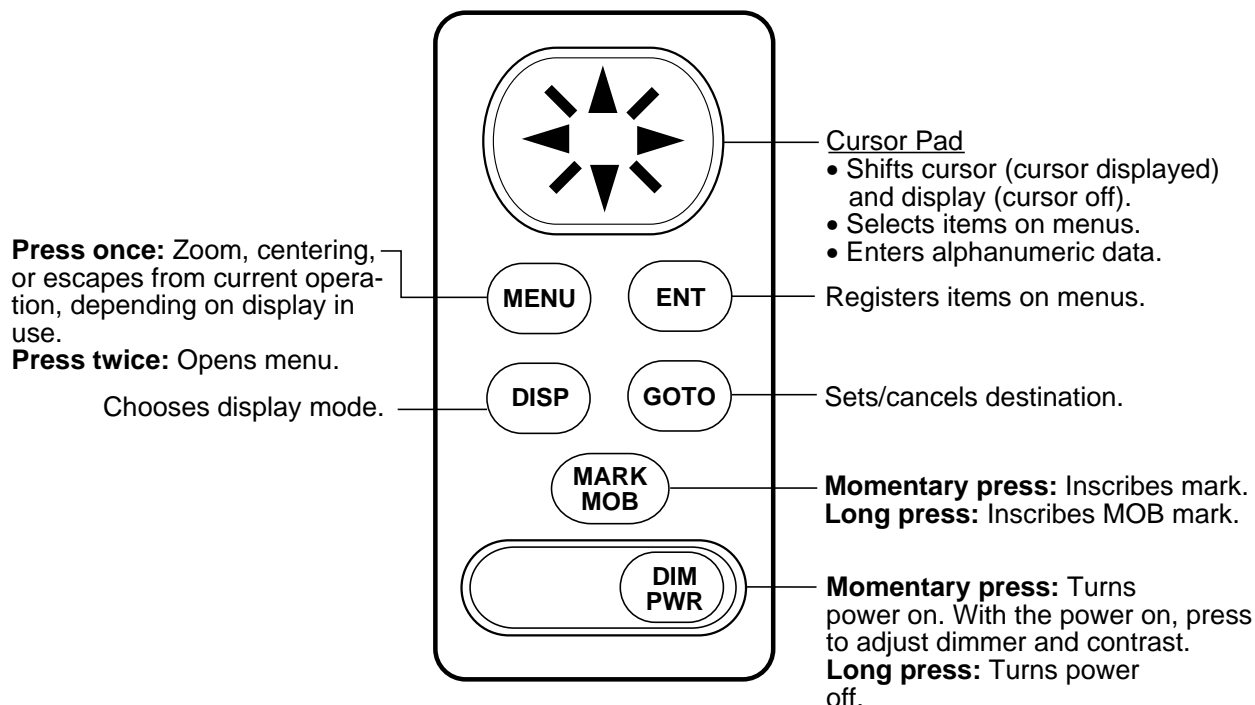 Cursor Pad
• Shifts cursor (cursor displayed)
and display (cursor off).
• Selects items on menus.
• Enters alphanumeric data.
Press once: Zoom, centering,
or escapes from current opera-
tion, depending on display in
use.
Press twice: Opens menu.
MENU
ENT
Registers items on menus.
Chooses display mode.
DISP
GOTO
Sets/cancels destination.
MARK
MOB
Momentary press: Inscribes mark.
Long press: Inscribes MOB mark.
DIM
PWR
Momentary press: Turns
power on. With the power on, press
to adjust dimmer and contrast.
Long press: Turns power
off.